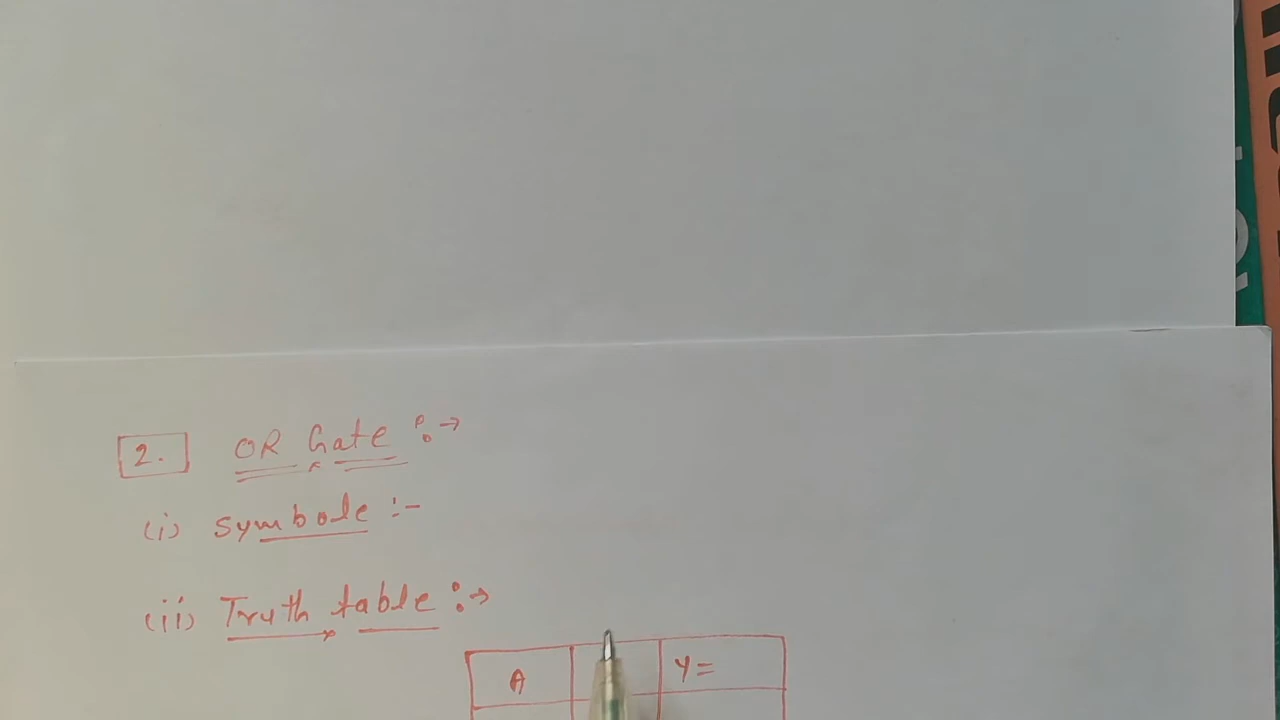 2. OR Gate :→
(i) Symbole :-
(ii) Truth table :→
A Y=